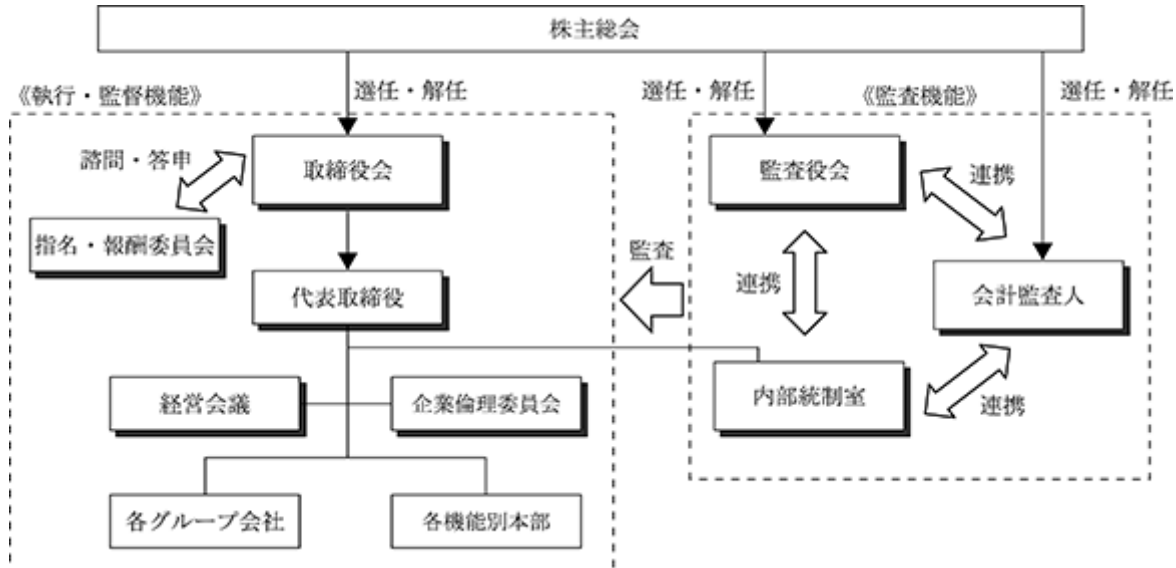 株主総会
《執行・監督機能》
選任・解任
選任・解任
《監査機能》
選任・解任
諮問・答申
取締役会
監査役会
連携
指名・報酬委員会
監査
代表取締役
連携
会計監査人
経営会議
企業倫理委員会
内部統制室
連携
各グループ会社
各機能別本部